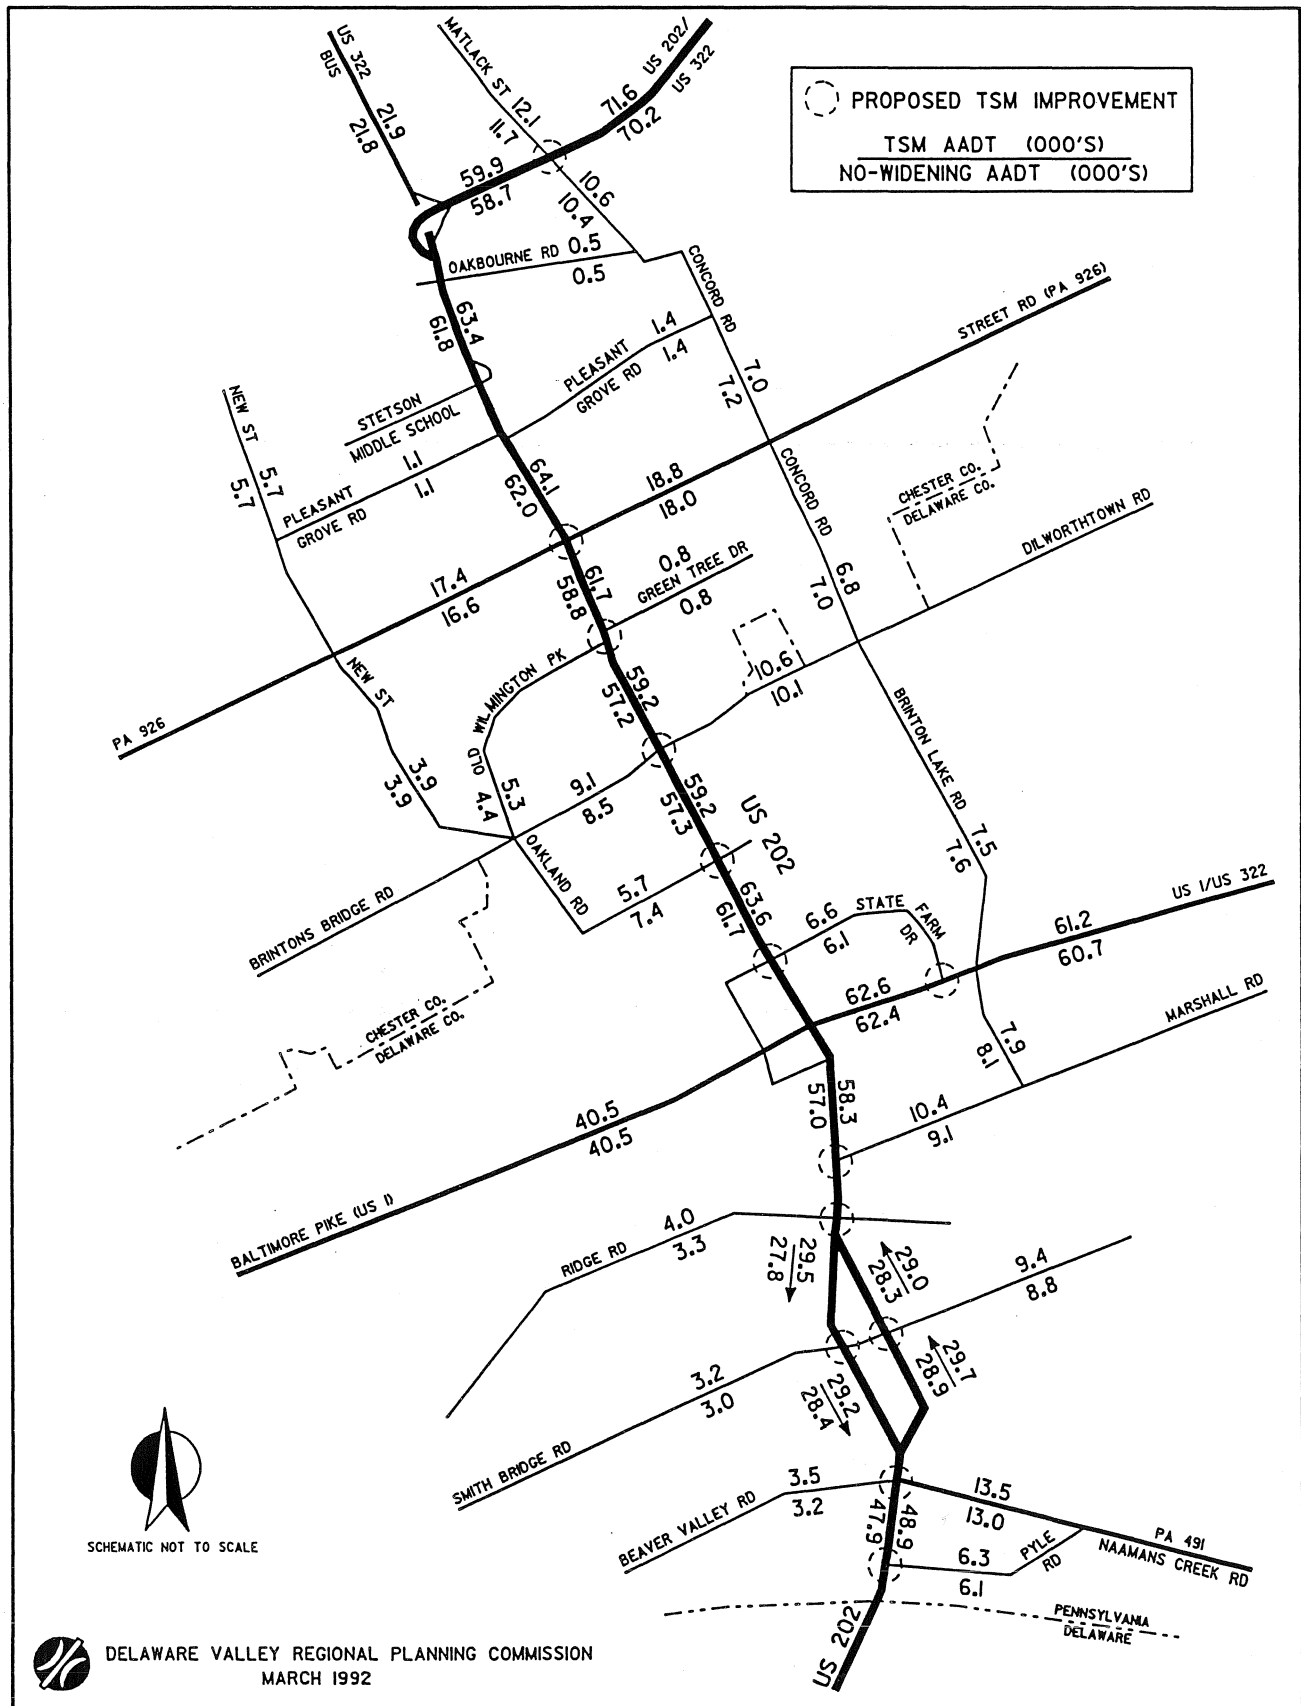 US 322
BUS
21.9
21.8
MATLACK ST
12.1
11.7
71.6
70.2
US 202/
US 322
PROPOSED TSM IMPROVEMENT
TSM AADT (000'S)
NO-WIDENING AADT (000'S)
59.9
58.7
10.6
10.4
OAKBOURNE RD 0.5
0.5
CONCORD RD
63.4
61.8
PLEASANT
GROVE RD
1.4
1.4
7.0
7.2
STREET RD (PA 926)
NEW ST
5.7
5.7
STETSON
MIDDLE SCHOOL
PLEASANT
GROVE RD
1.1
1.1
64.1
62.0
18.8
18.0
CONCORD RD
6.8
7.0
CHESTER CO.
DELAWARE CO.
DILWORTHTOWN RD
17.4
16.6
PA 926
61.7
58.8
0.8
GREEN TREE DR
0.8
NEW ST
3.9
3.9
OLD WILMINGTON PK
5.3
4.4
59.2
57.2
10.6
10.1
BRINTON LAKE RD
7.5
7.6
9.1
8.5
59.2
57.3
US 202
BRINTONS BRIDGE RD
OAKLAND RD
5.7
7.4
63.6
61.7
6.6
6.1
STATE FARM
DR
US 1/US 322
61.2
60.7
62.6
62.4
CHESTER CO.
DELAWARE CO.
7.9
8.1
MARSHALL RD
58.3
57.0
10.4
9.1
40.5
40.5
BALTIMORE PIKE (US 1)
RIDGE RD
4.0
3.3
29.5
27.8
29.0
28.3
9.4
8.8
29.7
28.9
3.2
3.0
29.2
28.4
SMITH BRIDGE RD
BEAVER VALLEY RD
3.5
3.2
48.9
47.9
13.5
13.0
PA 491
NAAMANS CREEK RD
6.3
6.1
PYLE
RD
PENNSYLVANIA
DELAWARE
US 202
SCHEMATIC NOT TO SCALE
DELAWARE VALLEY REGIONAL PLANNING COMMISSION
MARCH 1992